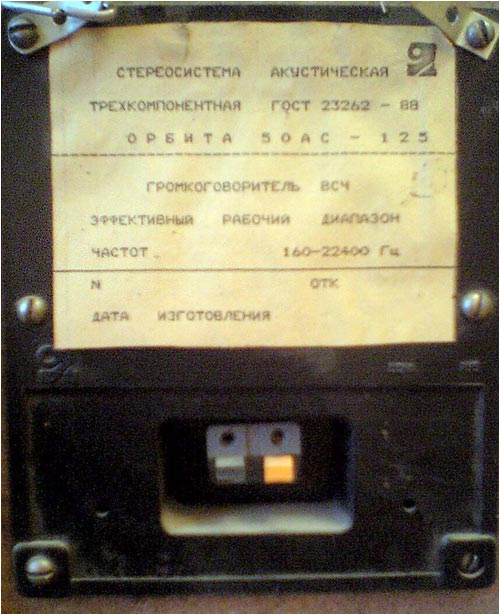 СТЕРЕОСИСТЕМА АКУСТИЧЕСКАЯ
ТРЕХКОМПОНЕНТНАЯ ГОСТ 23262 - 88
ОРБИТА 50АС - 125
ГРОМКОГОВОРИТЕЛЬ ВСЧ
ЭФФЕКТИВНЫЙ РАБОЧИЙ ДИАПАЗОН
ЧАСТОТ 160-22400 Гц
N ОТК
ДАТА ИЗГОТОВЛЕНИЯ